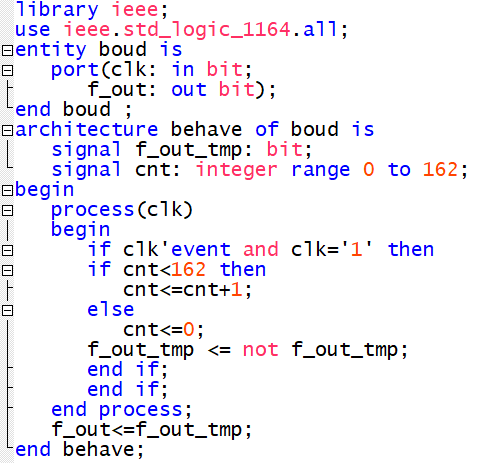 library ieee;
use ieee.std_logic_1164.all;
entity boud is
port(clk: in bit;
f_out: out bit);
end boud ;
architecture behave of boud is
signal f_out_tmp: bit;
signal cnt: integer range 0 to 162;
begin
process(clk)
begin
if clk'event and clk='1' then
if cnt<162 then
cnt<=cnt+1;
else
cnt<=0;
f_out_tmp <= not f_out_tmp;
end if;
end if;
end process;
f_out<=f_out_tmp;
end behave;